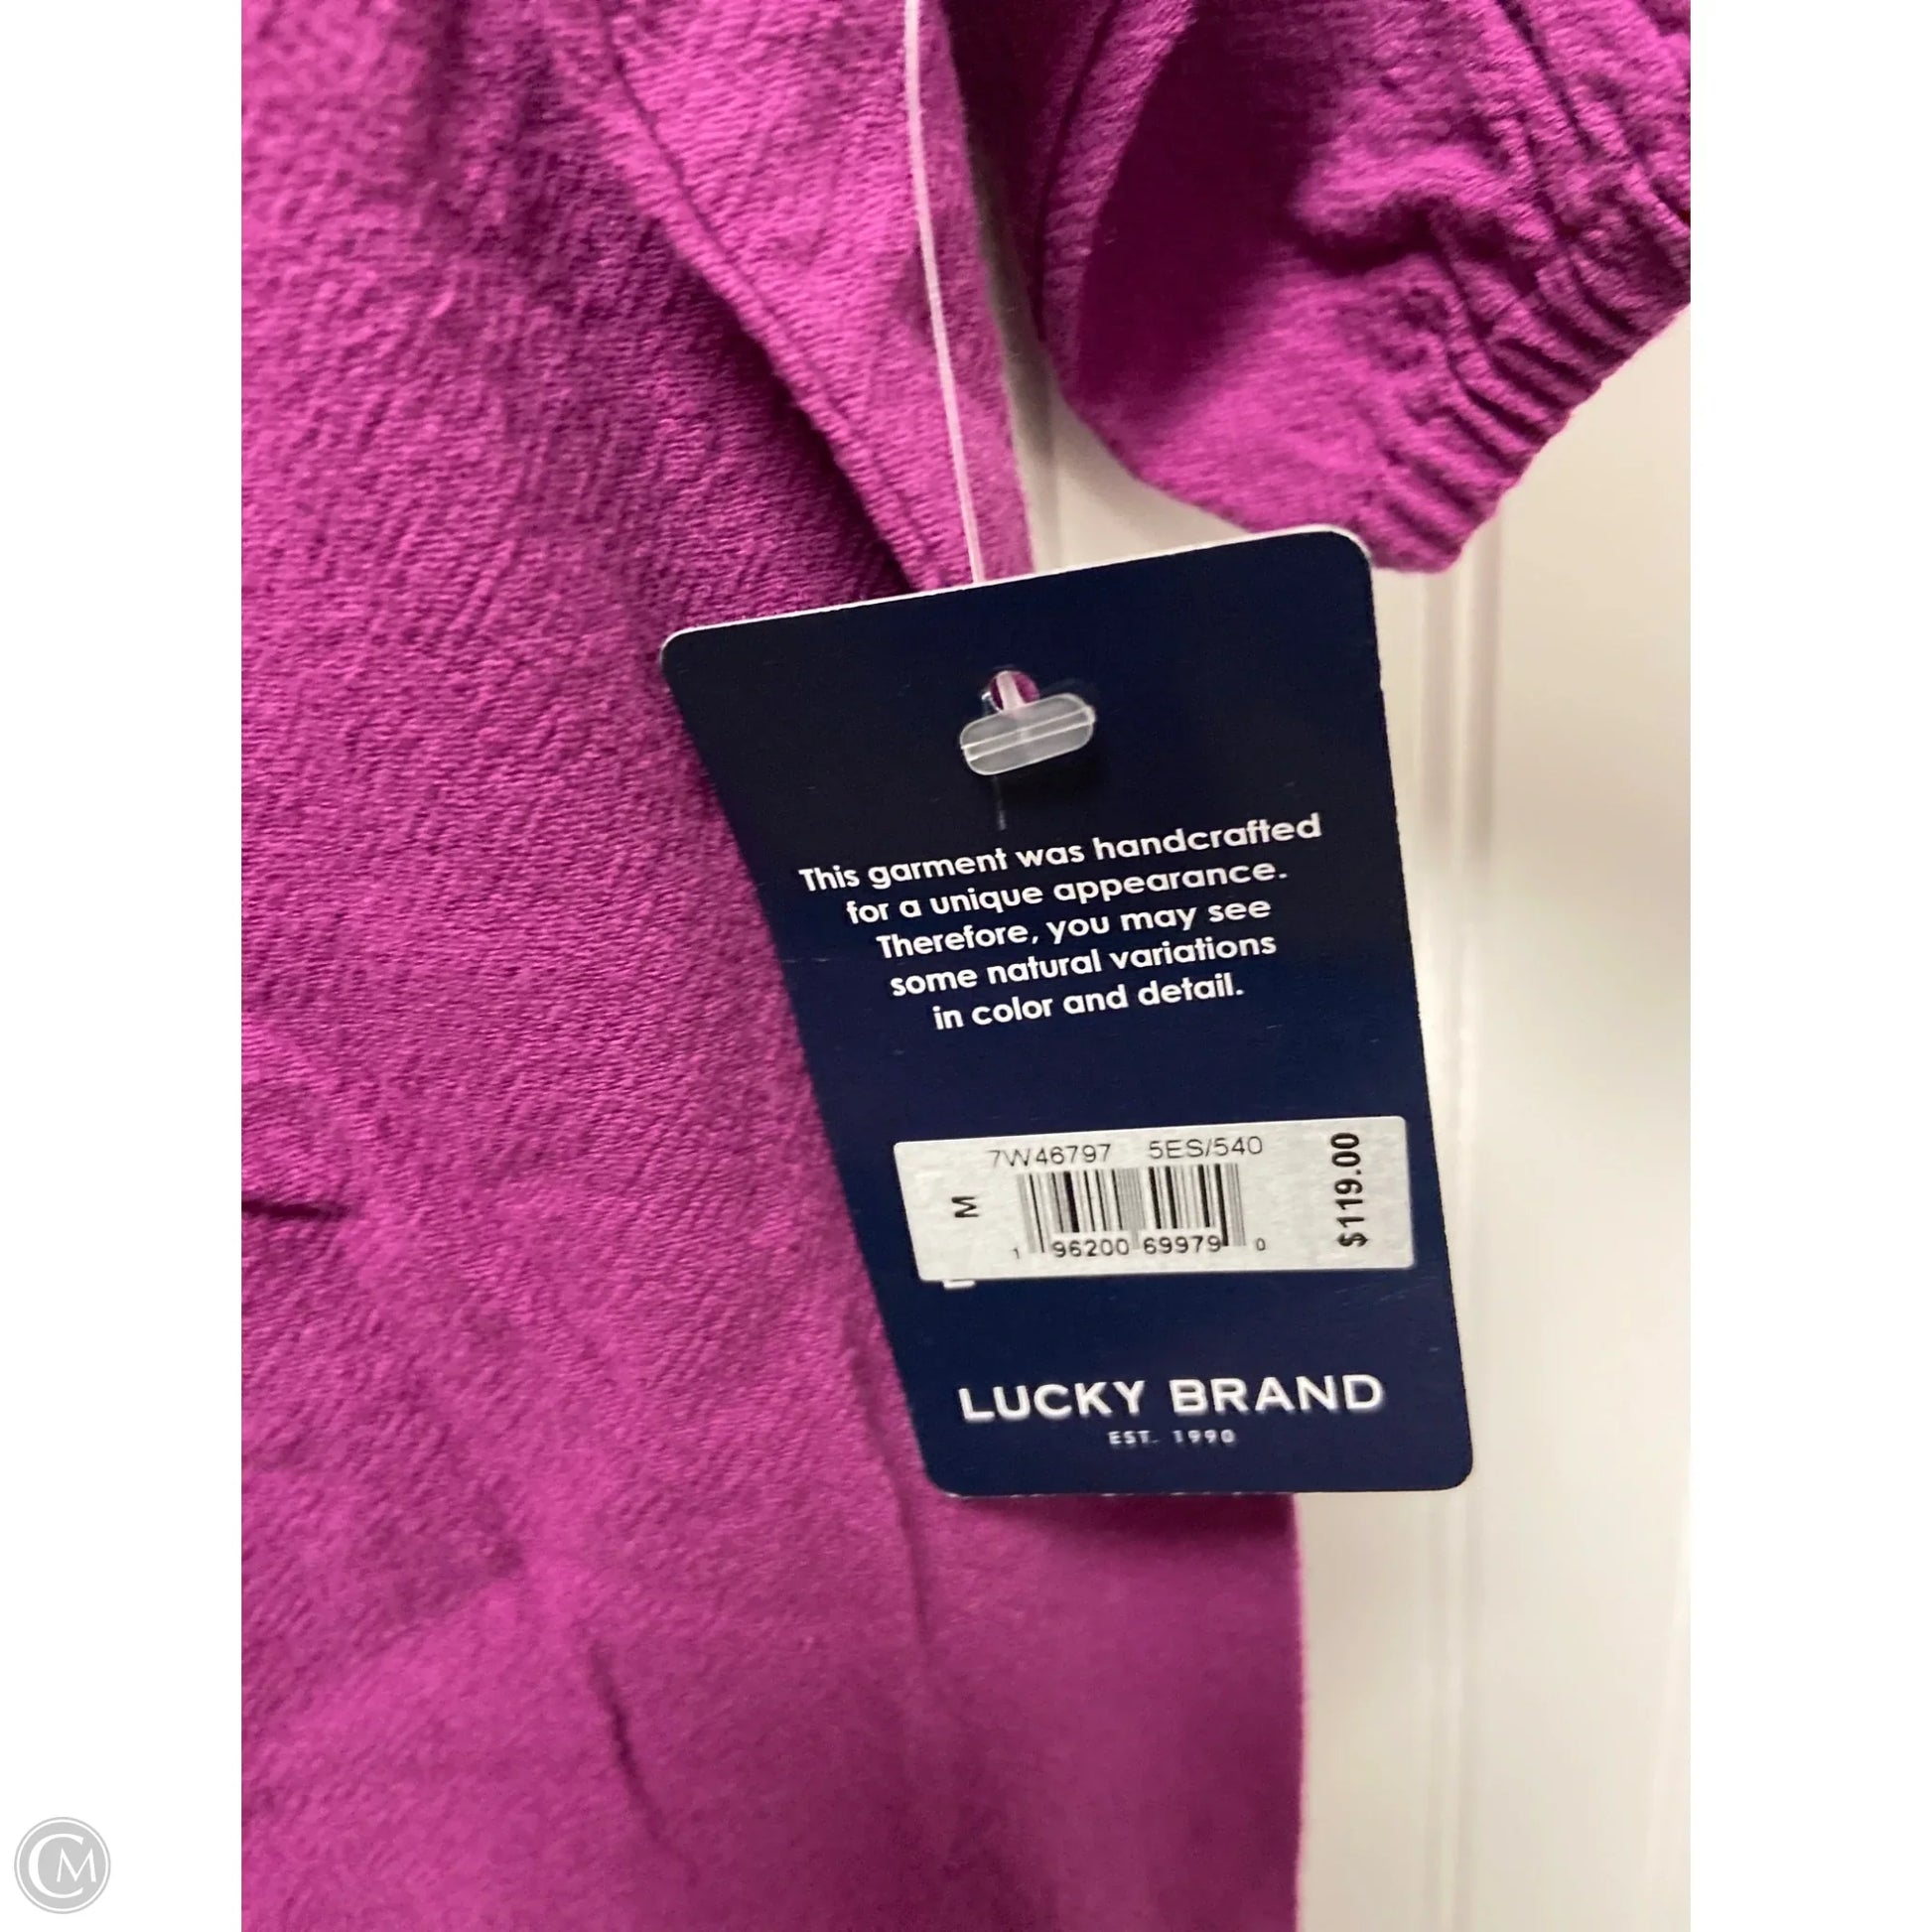 This garment was handcrafted
for a unique appearance.
Therefore, you may see
some natural variations
in color and detail.
7W46797 5ES/540
M
$119.00
1 96200 69979 0
LUCKY BRAND
EST. 1990
CM